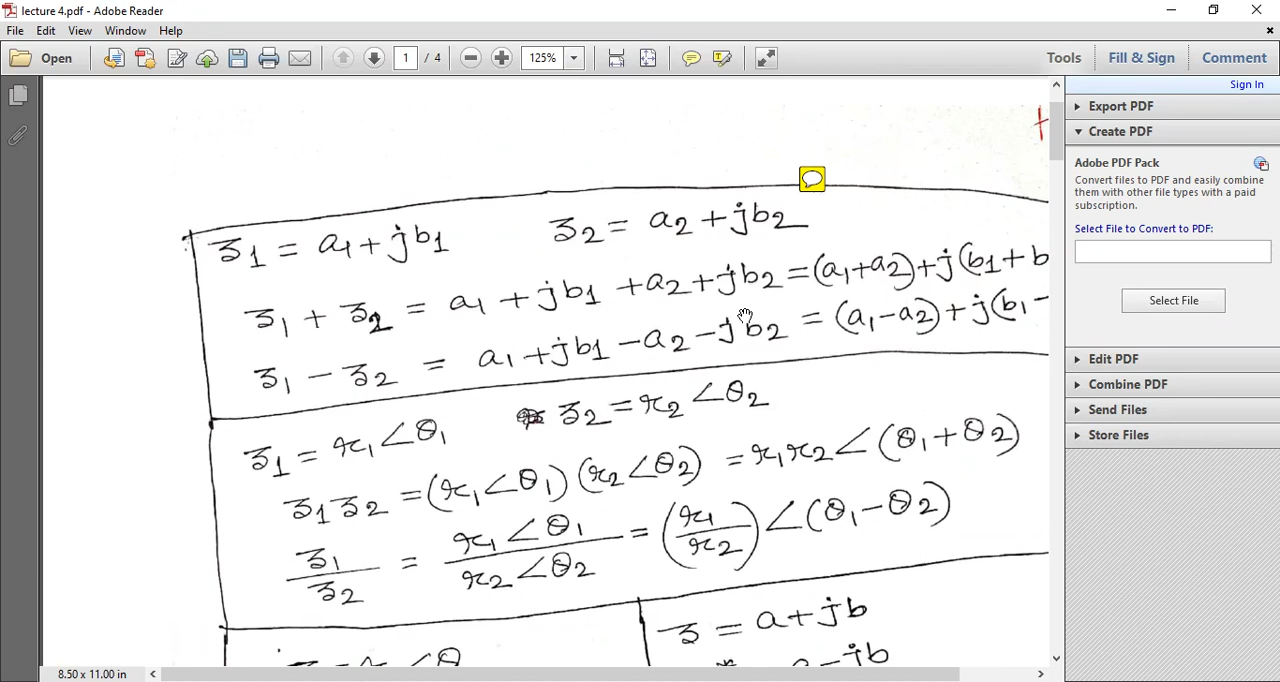 lecture 4.pdf - Adobe Reader
File Edit View Window Help
Open 1 / 4 125% Tools Fill & Sign Comment
Sign In
Export PDF
Create PDF
Adobe PDF Pack
Convert files to PDF and easily combine
them with other file types with a paid
subscription.
Select File to Convert to PDF:
Select File
Edit PDF
Combine PDF
Send Files
Store Files
z1 = a1 + jb1 z2 = a2 + jb2
z1 + z2 = a1 + jb1 + a2 + jb2 = (a1+a2) + j(b1 + b
z1 − z2 = a1 + jb1 − a2 − jb2 = (a1−a2) + j(b1 −
z1 = r1 ∠θ1 z2 = r2 ∠θ2
z1z2 = (r1 ∠θ1) (r2 ∠θ2) = r1r2 ∠(θ1 + θ2)
z1/z2 = r1 ∠θ1 / r2 ∠θ2 = (r1/r2) ∠(θ1 − θ2)
z = a + jb
a − jb
8.50 x 11.00 in